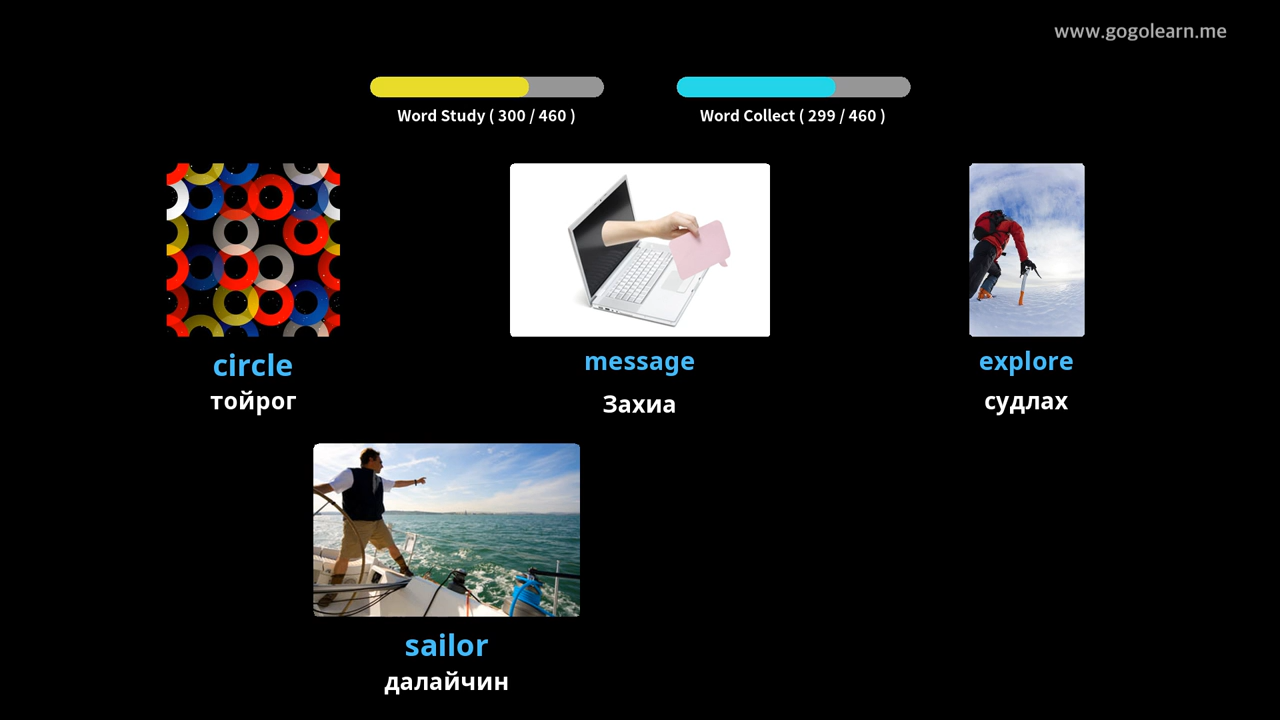 www.gogolearn.me
Word Study ( 300 / 460 )
Word Collect ( 299 / 460 )
circle
тойрог
message
Захиа
explore
судлах
sailor
далайчин